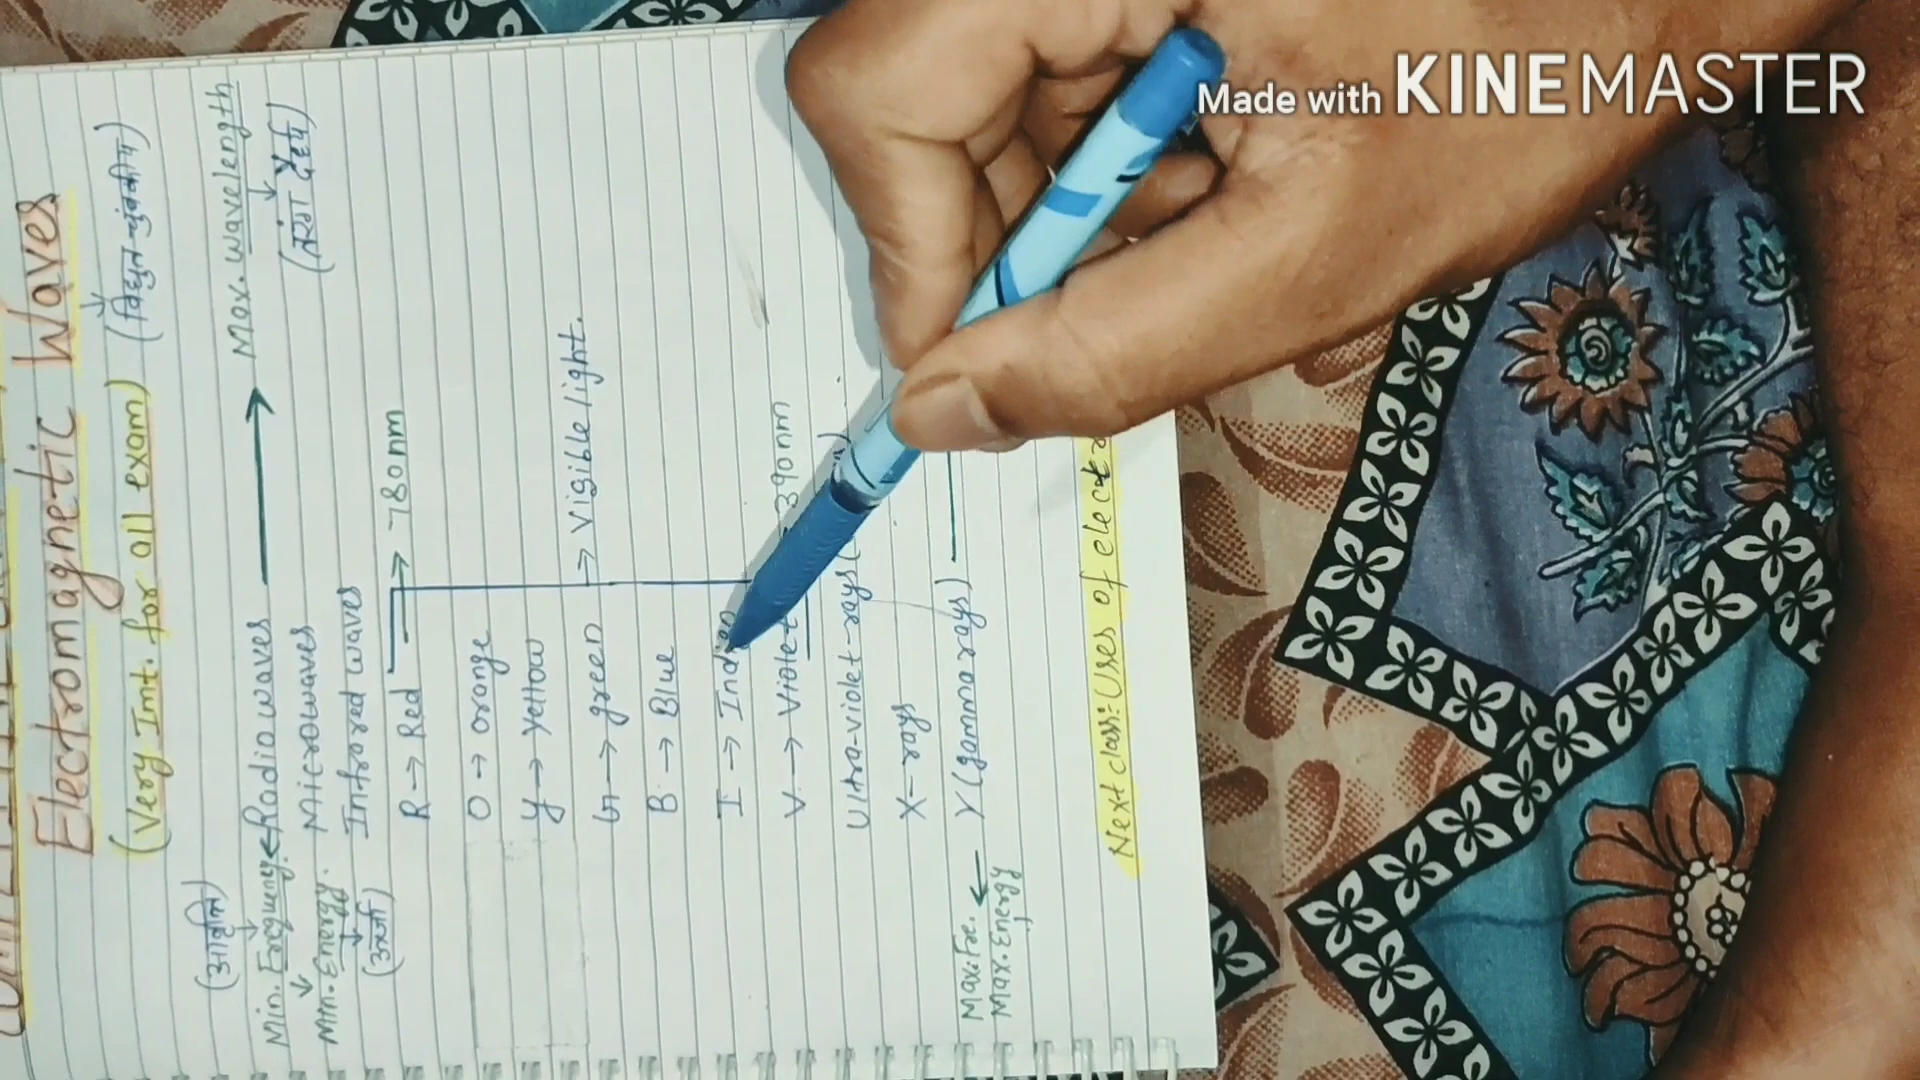 Made with KINEMASTER
Electromagnetic Waves
(Very Imt. for all exam) (विद्युत चुंबकीय)
(आवृति)
Min. Frequency ← Radio waves → Max. wavelength
Min. Energy. Microwaves (तरंग दैर्ध्य)
(उर्जा) Infrared waves
R → Red → 780nm
O → orange
Y → Yellow
G → green → Visible light.
B → Blue
I →
V → Violet 390nm
Ultra-violet-rays
X-rays
Max. Fre. ← γ (gamma rays)
Max. Energy
Next class: Uses of elect